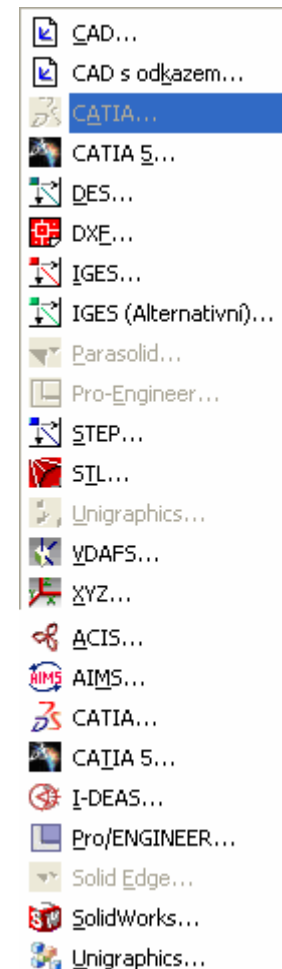 CAD...
CAD s odkazem...
CATIA...
CATIA 5...
DES...
DXF...
IGES...
IGES (Alternativní)...
Parasolid...
Pro-Engineer...
STEP...
STL...
Unigraphics...
VDAFS...
XYZ...
ACIS...
AIMS AIMS...
CATIA...
CATIA 5...
I-DEAS...
Pro/ENGINEER...
Solid Edge...
SolidWorks...
Unigraphics...